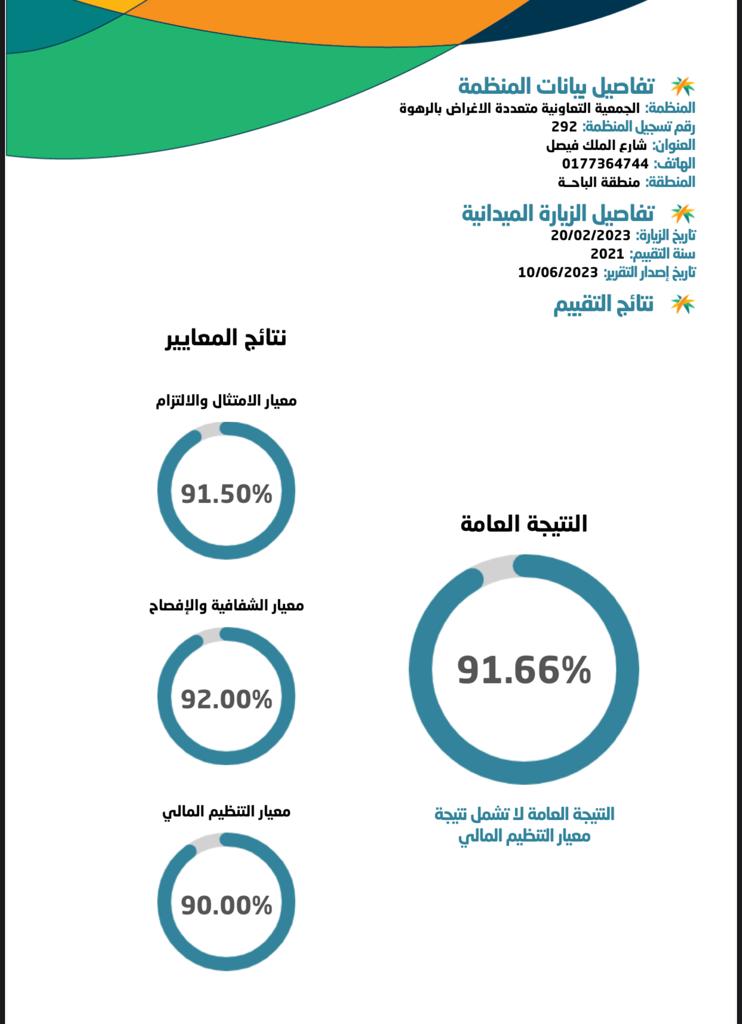 تفاصيل بيانات المنظمة
المنظمة: الجمعية التعاونية متعددة الاغراض بالرهوة
رقم تسجيل المنظمة: 292
العنوان: شارع الملك فيصل
الهاتف: 0177364744
المنطقة: منطقة الباحــة
تفاصيل الزيارة الميدانية
تاريخ الزيارة: 20/02/2023
سنة التقييم: 2021
تاريخ إصدار التقرير: 10/06/2023
نتائج التقييم
النتيجة العامة
91.66%
النتيجة العامة لا تشمل نتيجة
معيار التنظيم المالي
نتائج المعايير
معيار الامتثال والالتزام
91.50%
معيار الشفافية والإفصاح
92.00%
معيار التنظيم المالي
90.00%